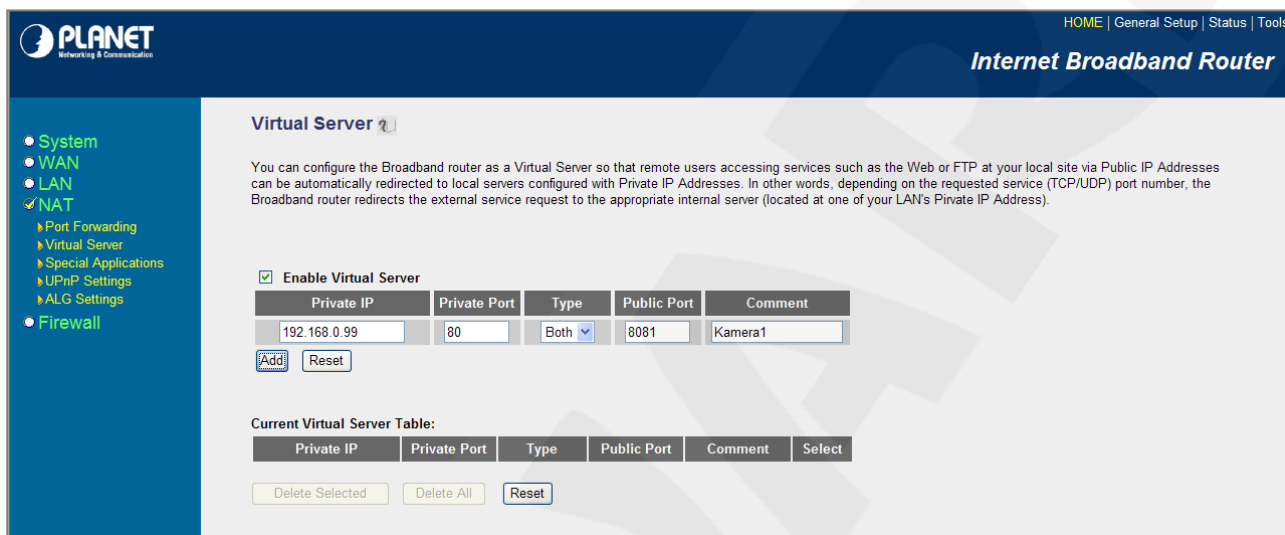 PLANET
Networking & Communication
HOME | General Setup | Status | Tools
Internet Broadband Router
System
WAN
LAN
NAT
Port Forwarding
Virtual Server
Special Applications
UPnP Settings
ALG Settings
Firewall
Virtual Server
You can configure the Broadband router as a Virtual Server so that remote users accessing services such as the Web or FTP at your local site via Public IP Addresses
can be automatically redirected to local servers configured with Private IP Addresses. In other words, depending on the requested service (TCP/UDP) port number, the
Broadband router redirects the external service request to the appropriate internal server (located at one of your LAN's Pivate IP Address).
Enable Virtual Server
Private IP Private Port Type Public Port Comment
192.168.0.99 80 Both 8081 Kamera1
Add Reset
Current Virtual Server Table:
Private IP Private Port Type Public Port Comment Select
Delete Selected Delete All Reset